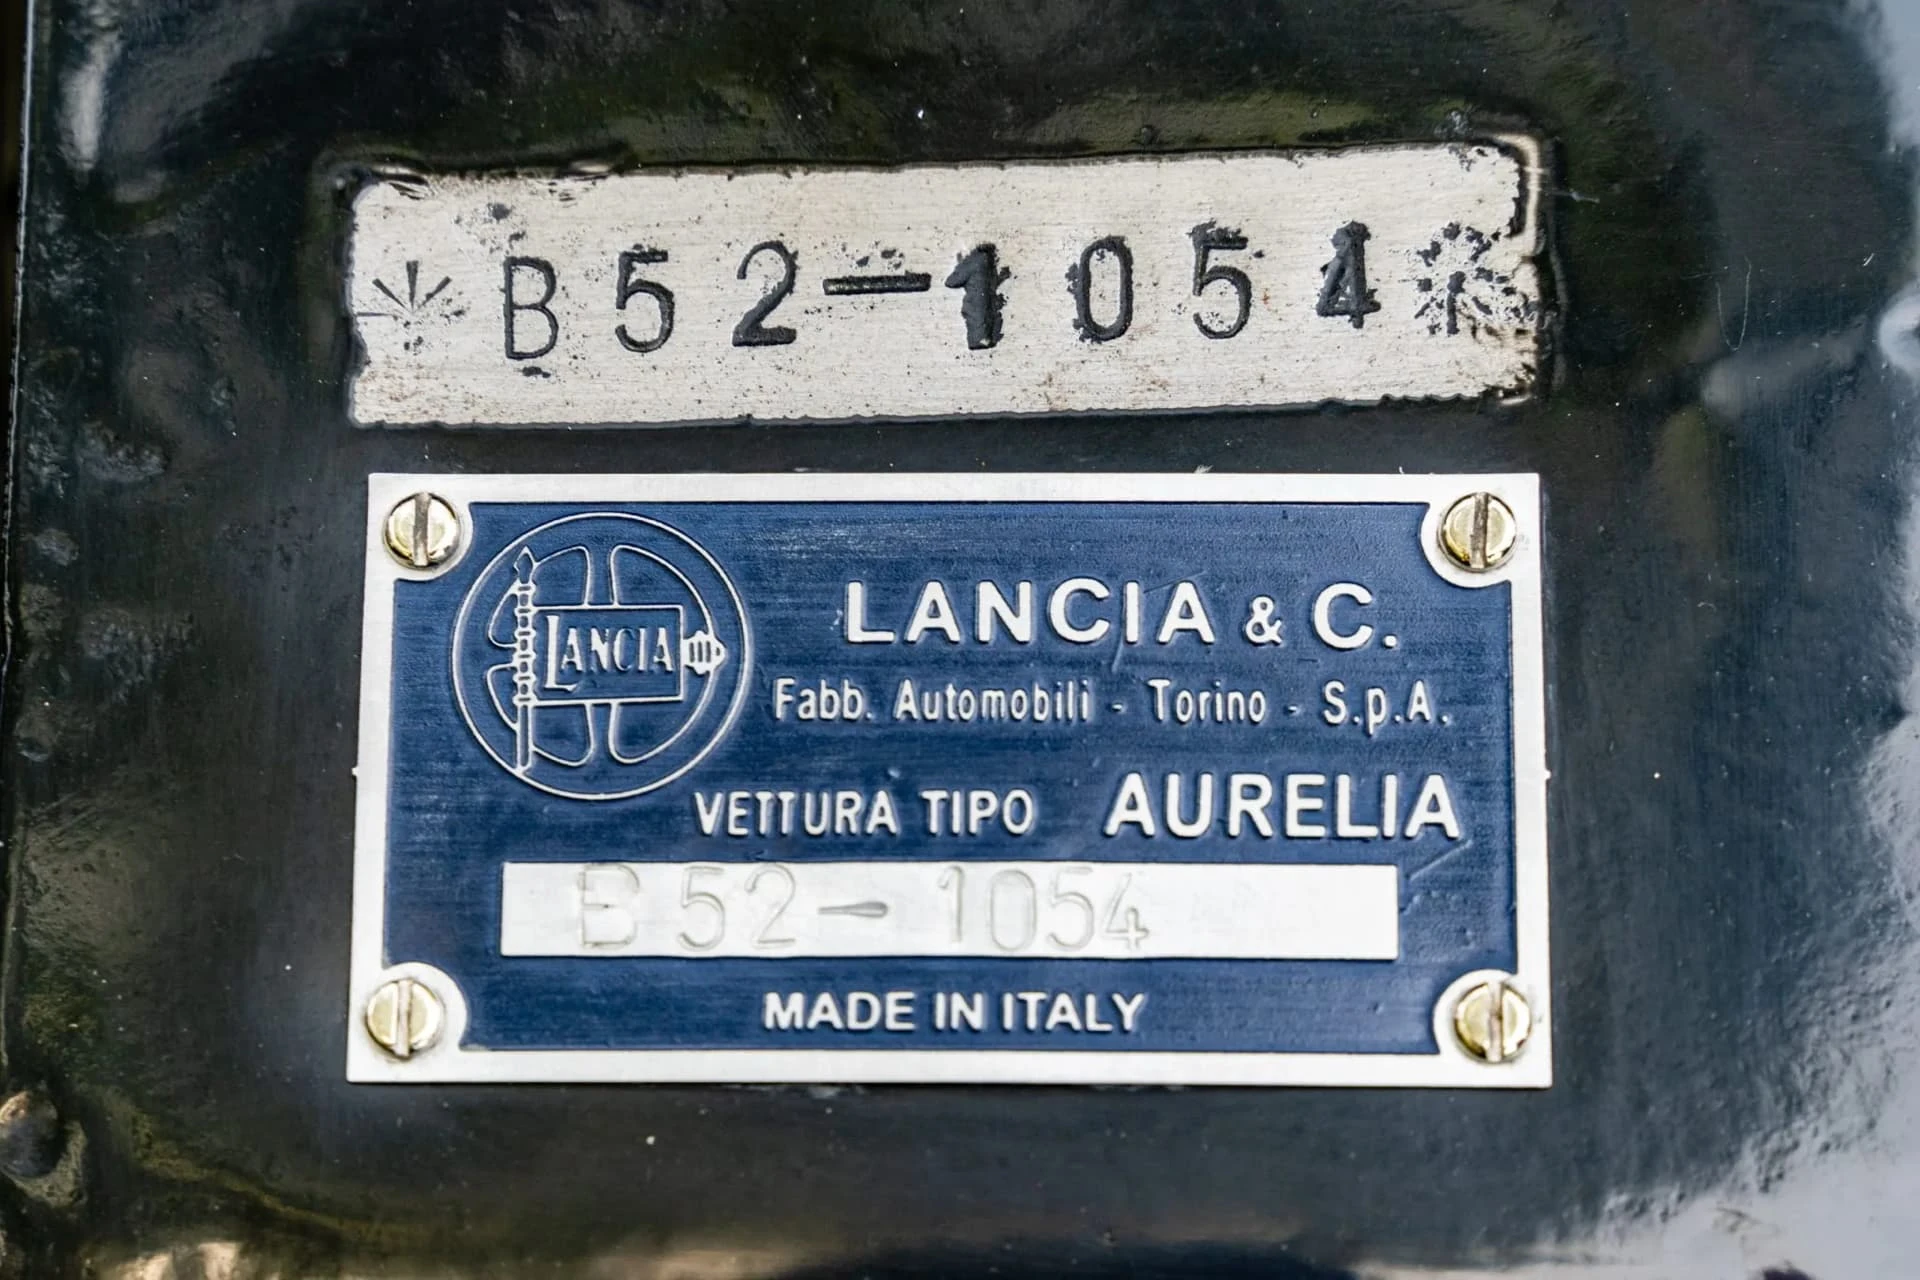 *B52-1054*
LANCIA
LANCIA & C.
Fabb. Automobili - Torino - S.p.A.
VETTURA TIPO AURELIA
B52-1054
MADE IN ITALY